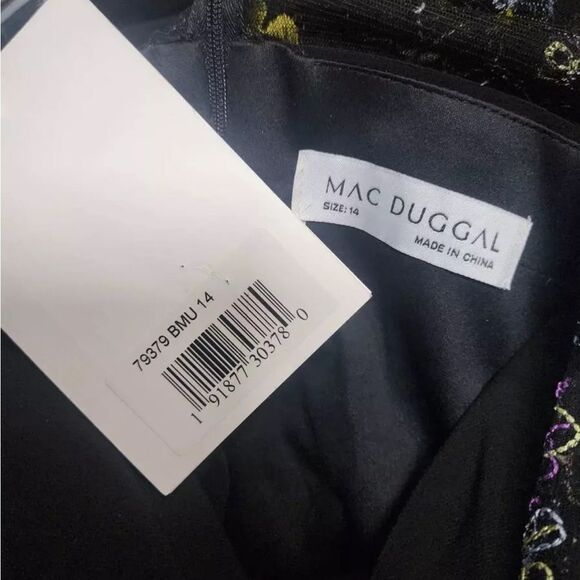 79379 BMU 14
1 91877 30378 0
MAC DUGGAL
SIZE: 14
MADE IN CHINA